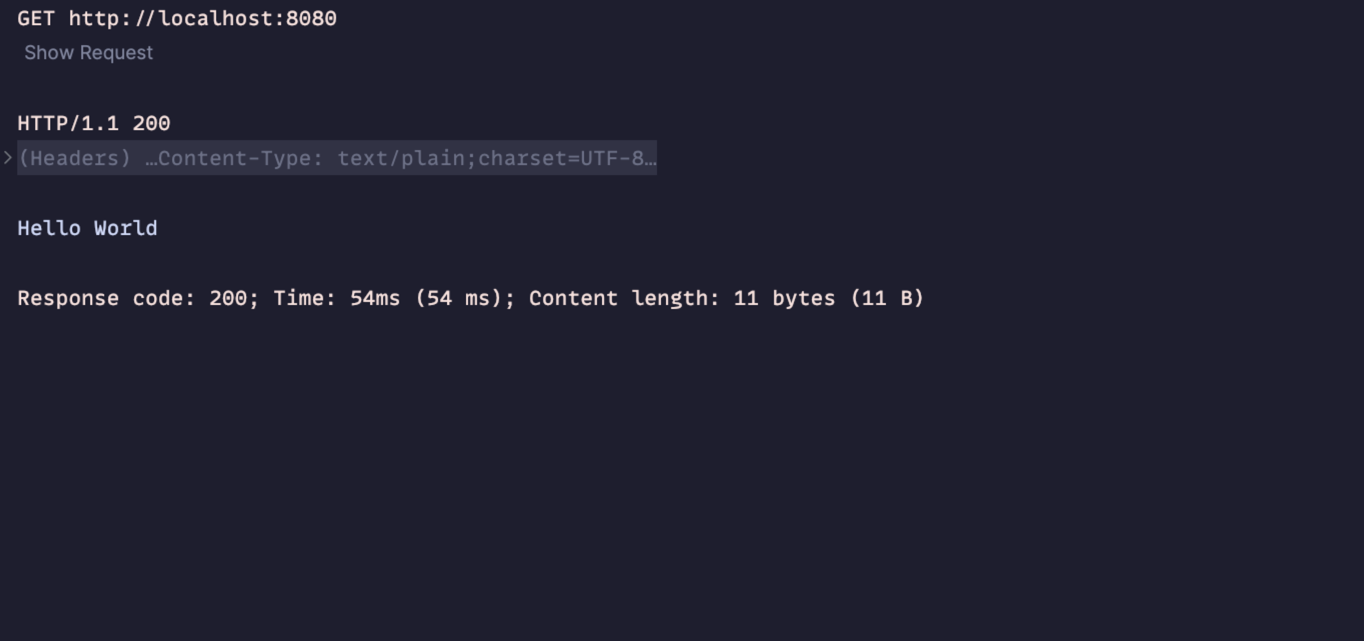 GET http://localhost:8080
Show Request
HTTP/1.1 200
(Headers) …Content-Type: text/plain;charset=UTF-8…
Hello World
Response code: 200; Time: 54ms (54 ms); Content length: 11 bytes (11 B)